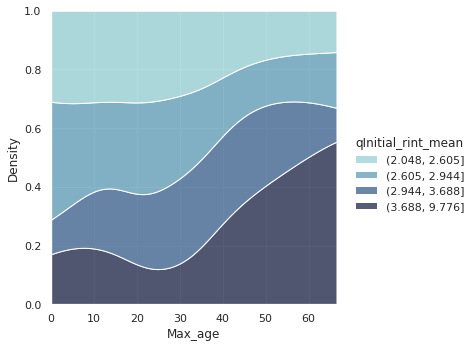 1.0
0.8
0.6
0.4
0.2
0.0
Density
0 10 20 30 40 50 60
Max_age
qInitial_rint_mean
(2.048, 2.605]
(2.605, 2.944]
(2.944, 3.688]
(3.688, 9.776]